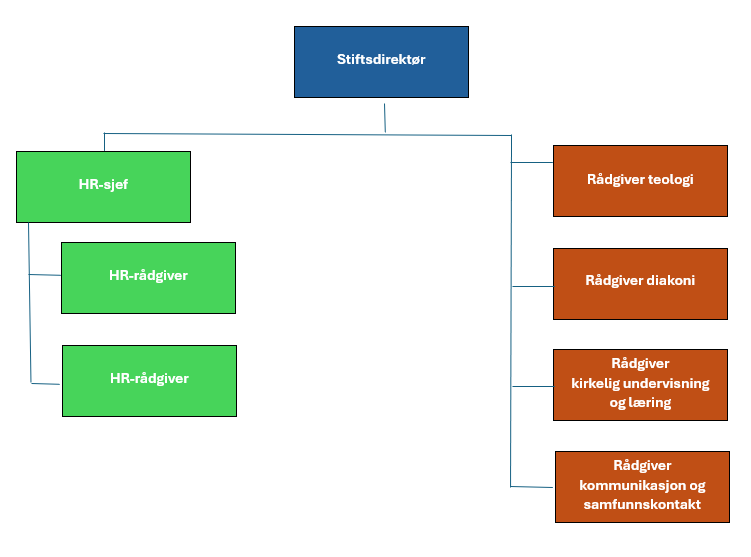 Stiftsdirektør
HR-sjef
HR-rådgiver
HR-rådgiver
Rådgiver teologi
Rådgiver diakoni
Rådgiver
kirkelig undervisning
og læring
Rådgiver
kommunikasjon og
samfunnskontakt